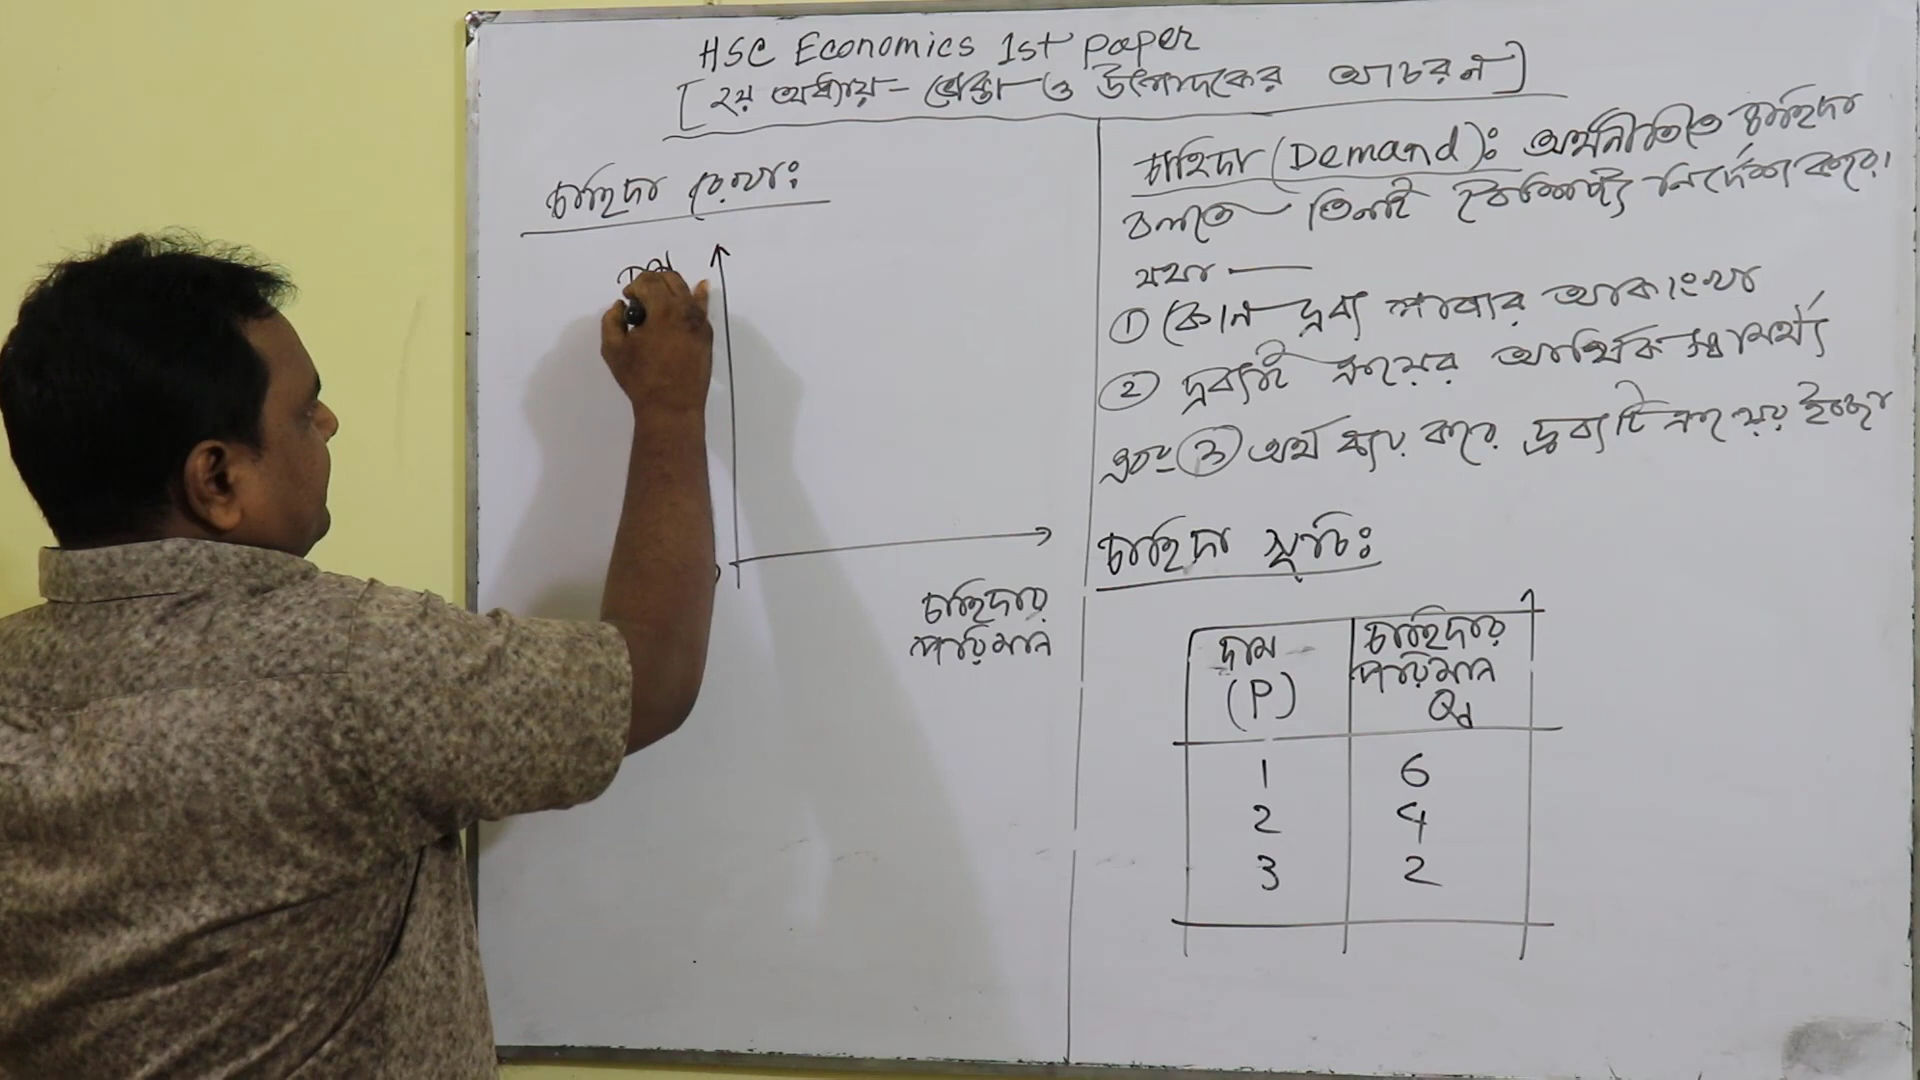 HSC Economics 1st paper
[২য় অধ্যায় - ভোক্তা ও উৎপাদকের আচরন]
চাহিদা রেখাঃ
দাম
চাহিদার
পরিমান
চাহিদা (Demand)ঃ অর্থনীতিতে চাহিদা
বলতে তিনটি বৈশিষ্ট্য নির্দেশ করে।
যথা —
① কোন দ্রব্য পাবার আকাংখা
② দ্রব্যটি ক্রয়ের আর্থিক সামর্থ্য
এবং ③ অর্থ ব্যয় করে দ্রব্যটি ক্রয়ের ইচ্ছা
চাহিদা সূচিঃ
দাম (P) চাহিদার পরিমান Qd
1 6
2 4
3 2